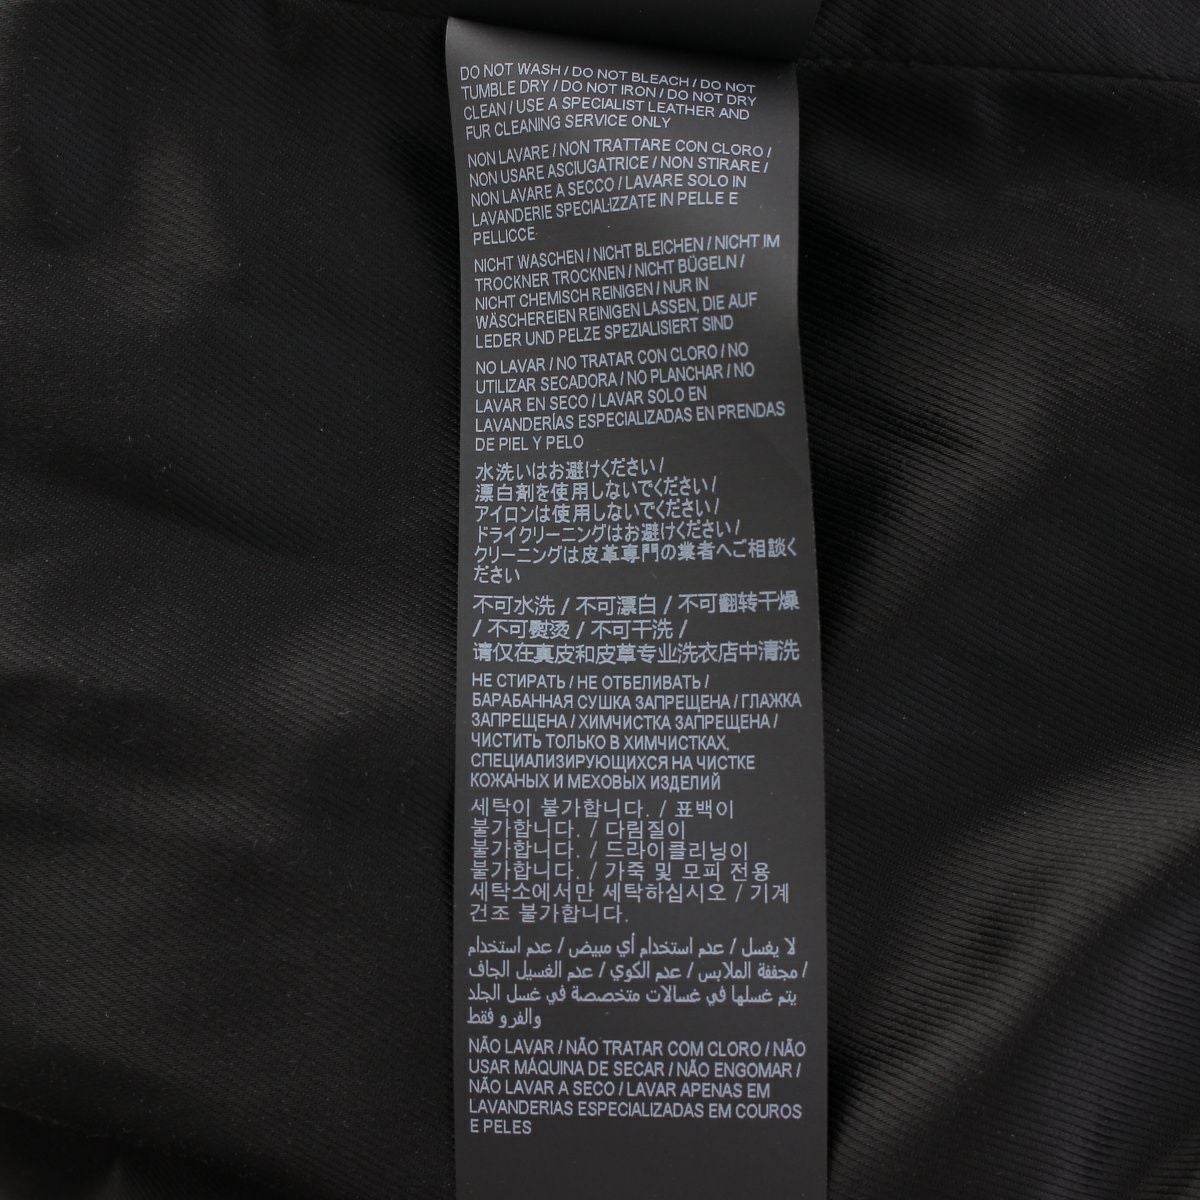 DO NOT WASH / DO NOT BLEACH / DO NOT
TUMBLE DRY / DO NOT IRON / DO NOT DRY
CLEAN / USE A SPECIALIST LEATHER AND
FUR CLEANING SERVICE ONLY
NON LAVARE / NON TRATTARE CON CLORO /
NON USARE ASCIUGATRICE / NON STIRARE /
NON LAVARE A SECCO / LAVARE SOLO IN
LAVANDERIE SPECIALIZZATE IN PELLE E
PELLICCE
NICHT WASCHEN / NICHT BLEICHEN / NICHT IM
TROCKNER TROCKNEN / NICHT BÜGELN /
NICHT CHEMISCH REINIGEN / NUR IN
WÄSCHEREIEN REINIGEN LASSEN, DIE AUF
LEDER UND PELZE SPEZIALISIERT SIND
NO LAVAR / NO TRATAR CON CLORO / NO
UTILIZAR SECADORA / NO PLANCHAR / NO
LAVAR EN SECO / LAVAR SOLO EN
LAVANDERÍAS ESPECIALIZADAS EN PRENDAS
DE PIEL Y PELO
水洗いはお避けください /
漂白剤を使用しないでください /
アイロンは使用しないでください /
ドライクリーニングはお避けください /
クリーニングは皮革専門の業者へご相談く
ださい
不可水洗 / 不可漂白 / 不可翻转干燥
/ 不可熨烫 / 不可干洗 /
请仅在真皮和皮草专业洗衣店中清洗
НЕ СТИРАТЬ / НЕ ОТБЕЛИВАТЬ /
БАРАБАННАЯ СУШКА ЗАПРЕЩЕНА / ГЛАЖКА
ЗАПРЕЩЕНА / ХИМЧИСТКА ЗАПРЕЩЕНА /
ЧИСТИТЬ ТОЛЬКО В ХИМЧИСТКАХ,
СПЕЦИАЛИЗИРУЮЩИХСЯ НА ЧИСТКЕ
КОЖАНЫХ И МЕХОВЫХ ИЗДЕЛИЙ
세탁이 불가합니다. / 표백이
불가합니다. / 다림질이
불가합니다. / 드라이클리닝이
불가합니다. / 가죽 및 모피 전용
세탁소에서만 세탁하십시오 / 기계
건조 불가합니다.
لا يغسل / عدم استخدام أي مبيض / عدم استخدام
مجففة الملابس / عدم الكوي / عدم الغسيل الجاف /
يتم غسلها في غسالات متخصصة في غسل الجلد
والفرو فقط
NÃO LAVAR / NÃO TRATAR COM CLORO / NÃO
USAR MÁQUINA DE SECAR / NÃO ENGOMAR /
NÃO LAVAR A SECO / LAVAR APENAS EM
LAVANDERIAS ESPECIALIZADAS EM COUROS
E PELES